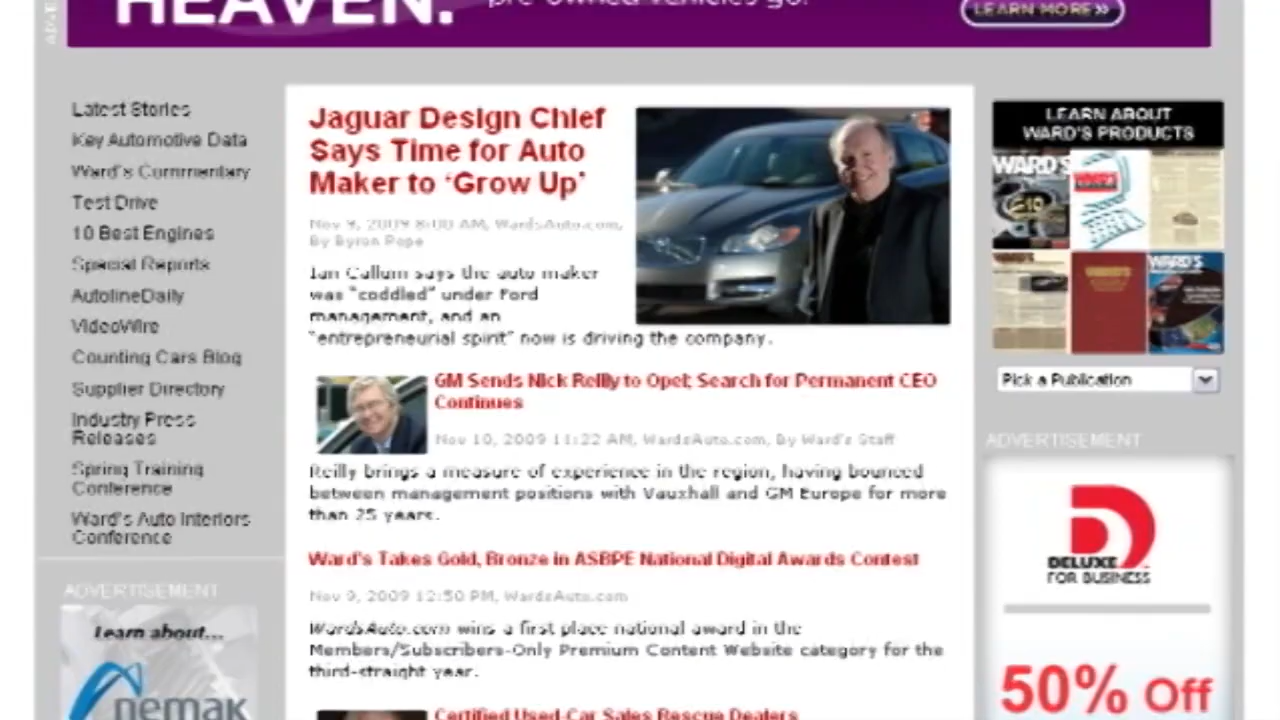 HEAVEN.
pre-owned vehicles go.
LEARN MORE»
Latest Stories
Key Automotive Data
Ward's Commentary
Test Drive
10 Best Engines
Special Reports
AutolineDaily
VideoWire
Counting Cars Blog
Supplier Directory
Industry Press
Releases
Spring Training
Conference
Ward's Auto Interiors
Conference
ADVERTISEMENT
Learn about...
nemak
Jaguar Design Chief
Says Time for Auto
Maker to ‘Grow Up’
Nov 9, 2009 8:00 AM, WardsAuto.com,
By Byron Pope
Ian Callum says the auto maker
was "coddled" under Ford
management, and an
"entrepreneurial spirit" now is driving the company.
GM Sends Nick Reilly to Opel; Search for Permanent CEO
Continues
Nov 10, 2009 11:22 AM, WardsAuto.com, By Ward's Staff
Reilly brings a measure of experience in the region, having bounced
between management positions with Vauxhall and GM Europe for more
than 25 years.
Ward's Takes Gold, Bronze in ASBPE National Digital Awards Contest
Nov 9, 2009 12:50 PM, WardsAuto.com
WardsAuto.com wins a first place national award in the
Members/Subscribers-Only Premium Content Website category for the
third-straight year.
Certified Used-Car Sales Rescue Dealers
LEARN ABOUT
WARD'S PRODUCTS
WARD'S
WARD'S
WARD'S
WARD'S
Pick a Publication
ADVERTISEMENT
DELUXE
FOR BUSINESS
50% Off